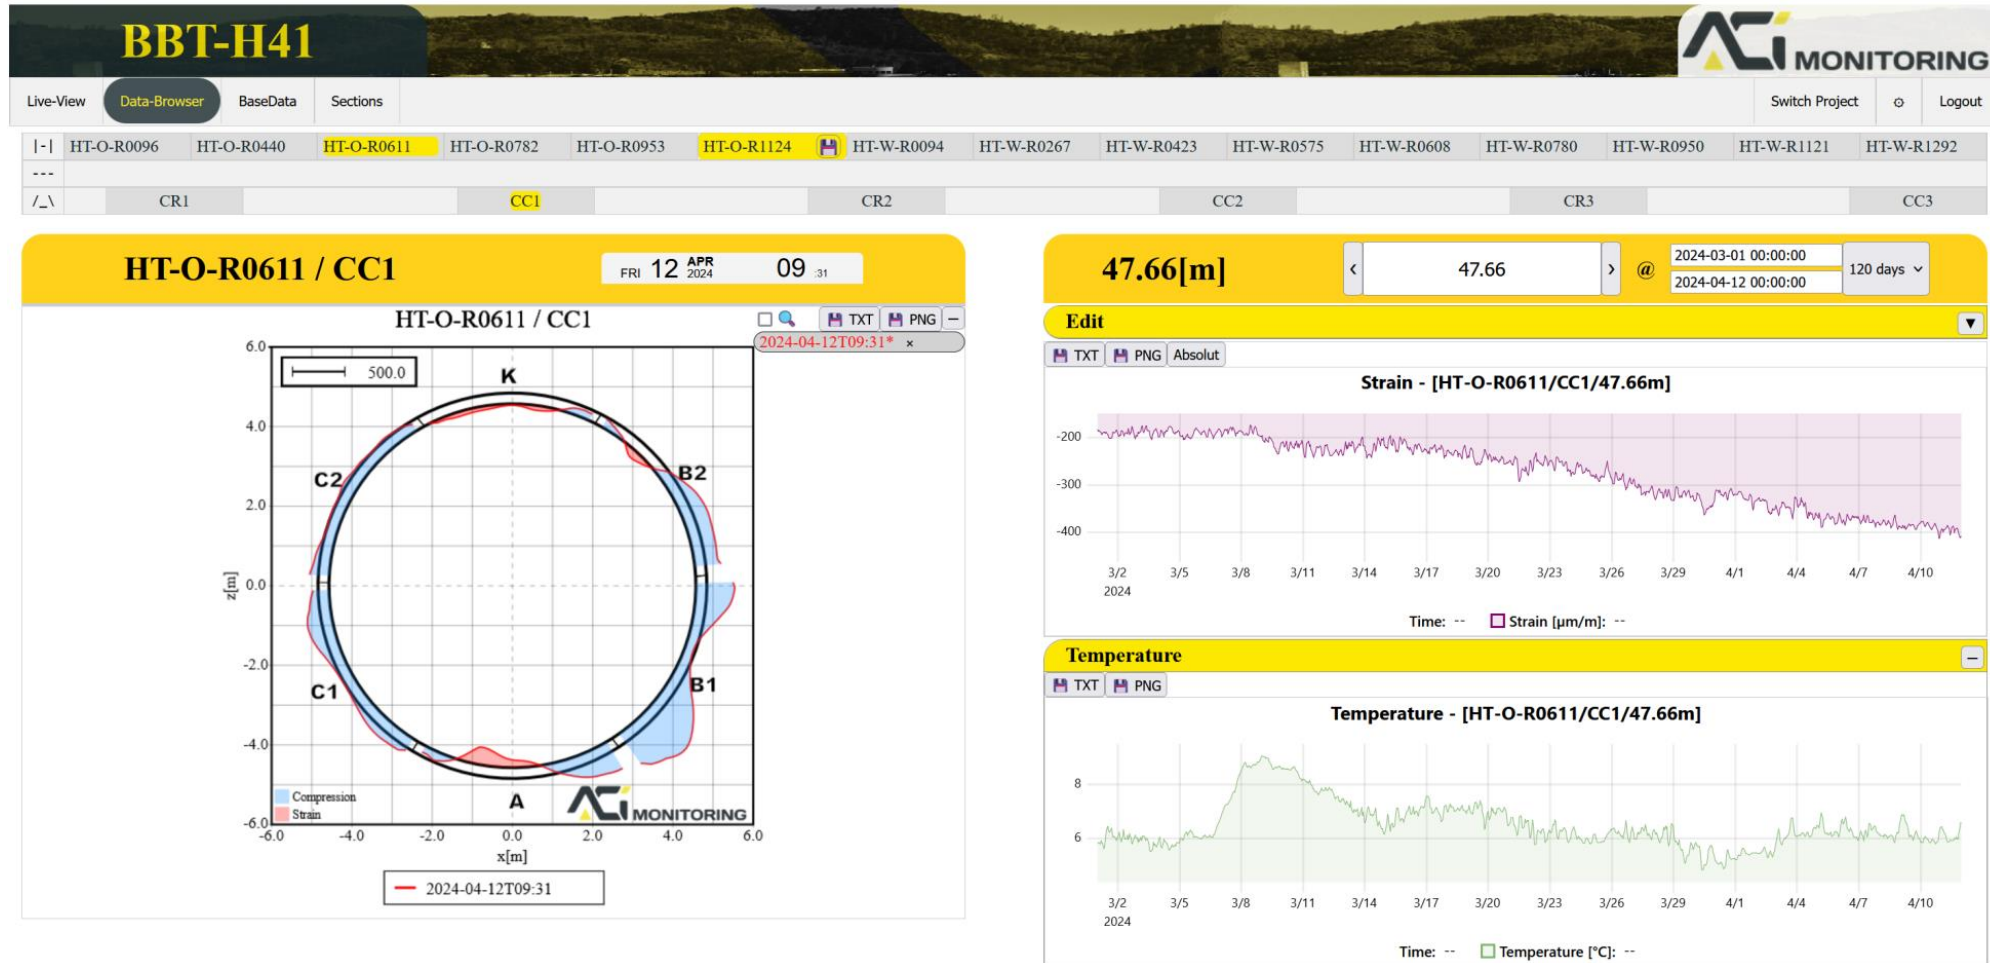 BBT-H41
ACI MONITORING
Live-View Data-Browser BaseData Sections Switch Project Logout
|-| HT-O-R0096 HT-O-R0440 HT-O-R0611 HT-O-R0782 HT-O-R0953 HT-O-R1124 HT-W-R0094 HT-W-R0267 HT-W-R0423 HT-W-R0575 HT-W-R0608 HT-W-R0780 HT-W-R0950 HT-W-R1121 HT-W-R1292
---
/_\ CR1 CC1 CR2 CC2 CR3 CC3
HT-O-R0611 / CC1
FRI 12 APR 2024 09 :31
HT-O-R0611 / CC1
TXT PNG −
2024-04-12T09:31* ×
500.0
K
C2
B2
C1
B1
A
6.0
4.0
2.0
0.0
-2.0
-4.0
-6.0
z[m]
Compression
Strain
ACI MONITORING
-6.0 -4.0 -2.0 0.0 2.0 4.0 6.0
x[m]
2024-04-12T09:31
47.66[m]
< 47.66 > @
2024-03-01 00:00:00
2024-04-12 00:00:00
120 days
Edit ▼
TXT PNG Absolut
Strain - [HT-O-R0611/CC1/47.66m]
-200
-300
-400
3/2 3/5 3/8 3/11 3/14 3/17 3/20 3/23 3/26 3/29 4/1 4/4 4/7 4/10
2024
Time: -- Strain [µm/m]: --
Temperature −
TXT PNG
Temperature - [HT-O-R0611/CC1/47.66m]
8
6
3/2 3/5 3/8 3/11 3/14 3/17 3/20 3/23 3/26 3/29 4/1 4/4 4/7 4/10
2024
Time: -- Temperature [°C]: --